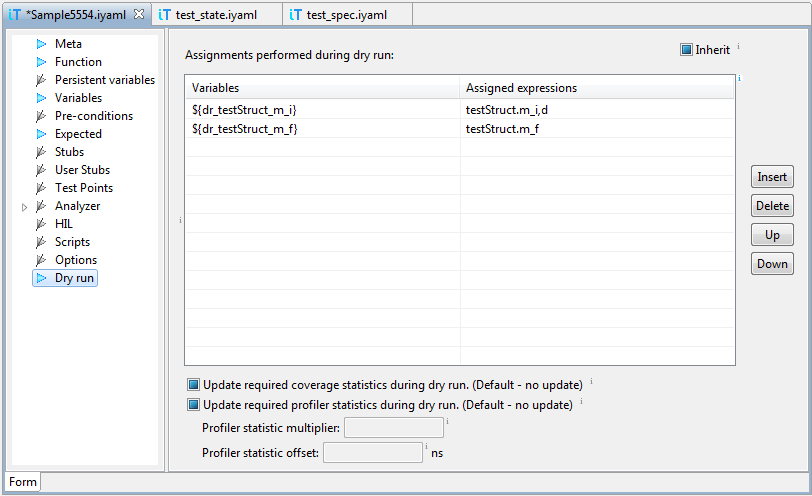 iT *Sample5554.iyaml
iT test_state.iyaml
iT test_spec.iyaml
Meta
Function
Persistent variables
Variables
Pre-conditions
Expected
Stubs
User Stubs
Test Points
Analyzer
HIL
Scripts
Options
Dry run
Assignments performed during dry run:
Inherit i
i
Variables Assigned expressions
${dr_testStruct_m_i} testStruct.m_i,d
${dr_testStruct_m_f} testStruct.m_f
i
Insert
Delete
Up
Down
Update required coverage statistics during dry run. (Default - no update) i
Update required profiler statistics during dry run. (Default - no update) i
Profiler statistic multiplier: i
Profiler statistic offset: i ns
Form